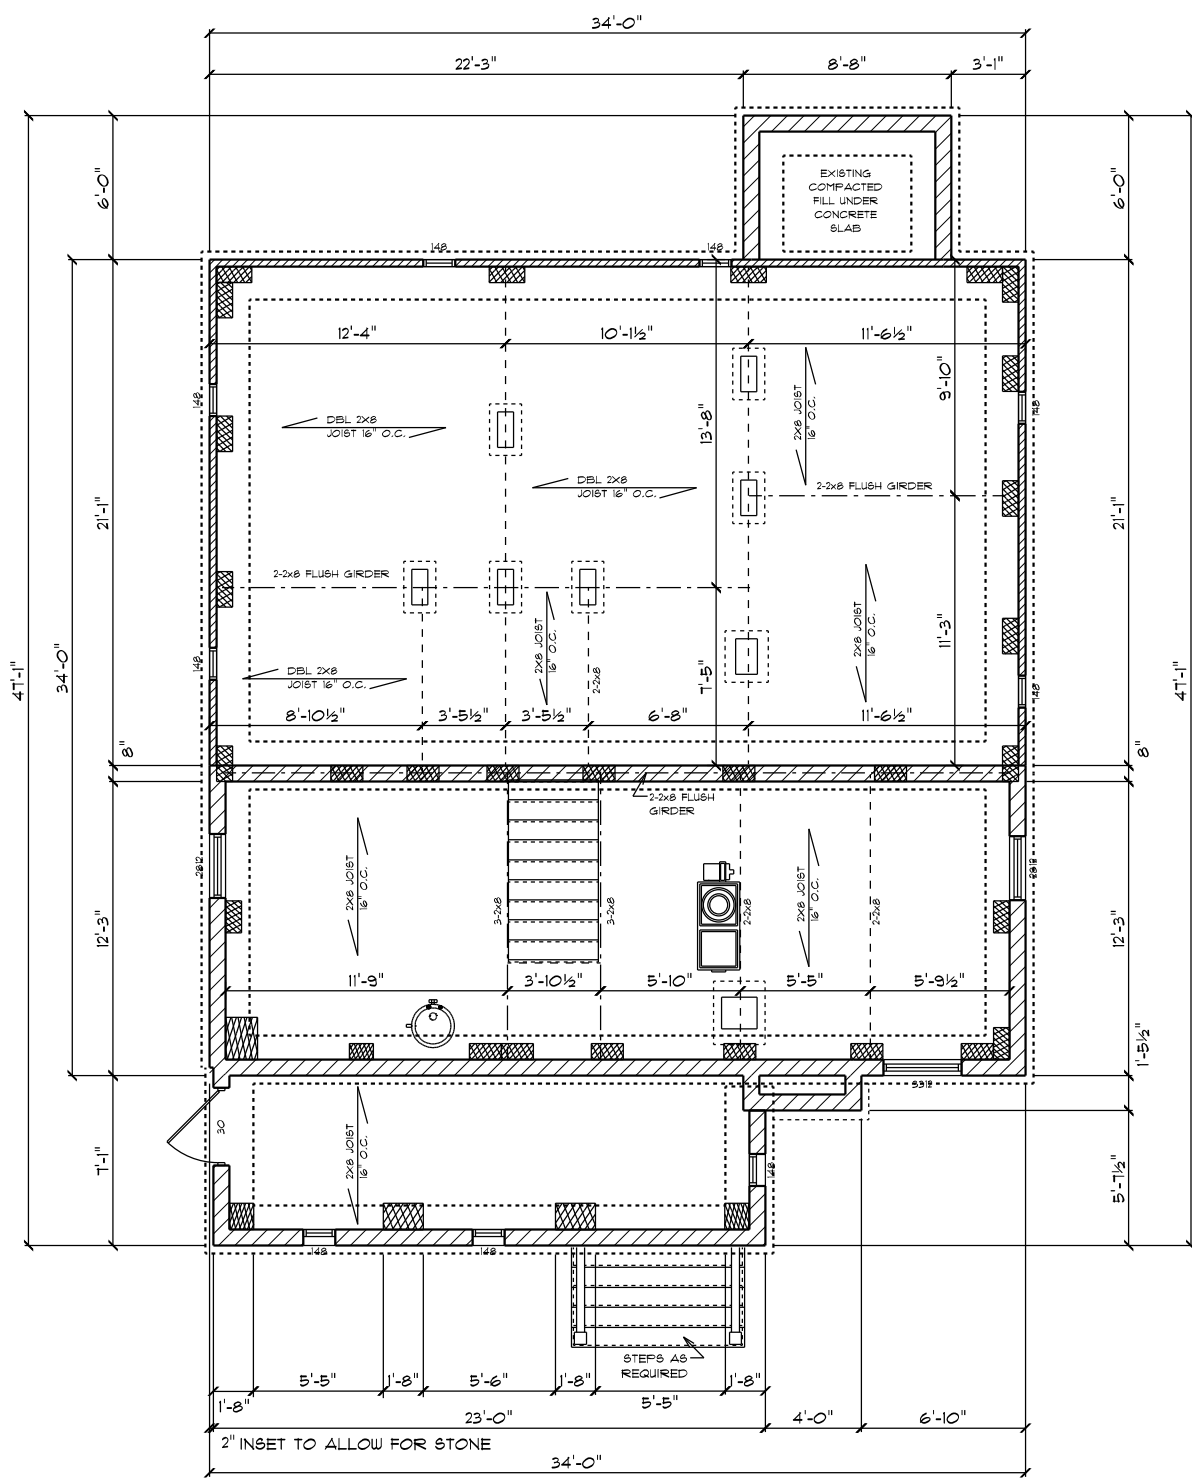 34'-0"
22'-3"
8'-8"
3'-1"
6'-0"
6'-0"
EXISTING
COMPACTED
FILL UNDER
CONCRETE
SLAB
148
148
12'-4"
10'-1½"
11'-6½"
9'-10"
148
148
2X8 JOIST
16" O.C.
DBL 2X8
JOIST 16" O.C.
13'-8"
DBL 2X8
JOIST 16" O.C.
2-2x8 FLUSH GIRDER
21'-1"
21'-1"
2-2x8 FLUSH GIRDER
2X8 JOIST
16" O.C.
2X8 JOIST
16" O.C.
11'-3"
47'-1"
34'-0"
47'-1"
148
DBL 2X8
JOIST 16" O.C.
2-2x8
7'-5"
148
8'-10½"
3'-5½"
3'-5½"
6'-8"
11'-6½"
8"
8"
2-2x8 FLUSH
GIRDER
2812
2812
2X8 JOIST
16" O.C.
3-2x8
3-2x8
2-2x8
2X8 JOIST
16" O.C.
2-2x8
12'-3"
12'-3"
11'-9"
3'-10½"
5'-10"
5'-5"
5'-9½"
1'-5½"
5312
30
2X8 JOIST
16" O.C.
7'-1"
148
5'-7½"
148
148
STEPS AS
REQUIRED
5'-5"
1'-8"
5'-6"
1'-8"
5'-5"
1'-8"
1'-8"
23'-0"
4'-0"
6'-10"
2" INSET TO ALLOW FOR STONE
34'-0"